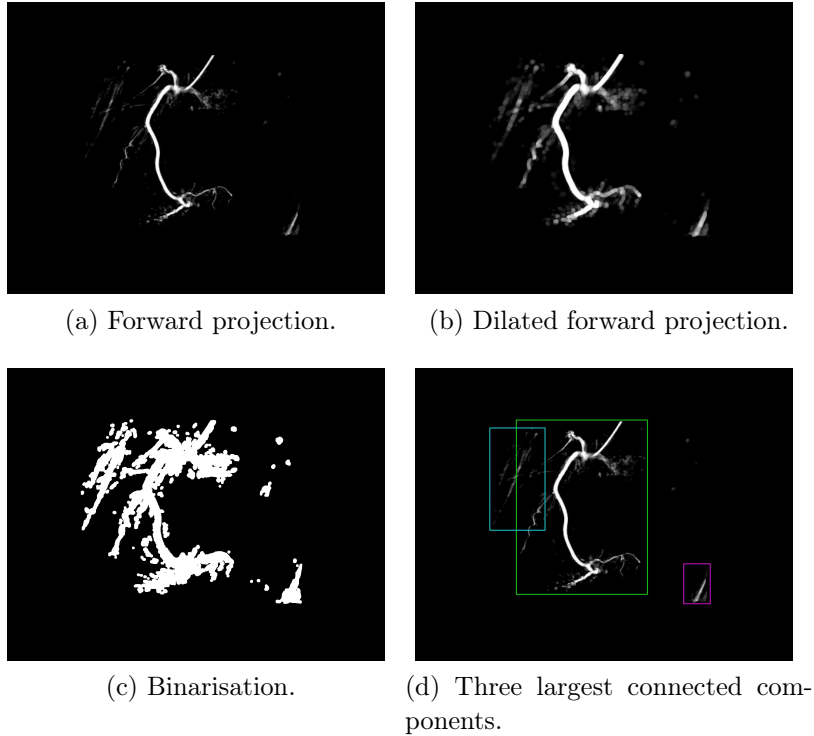 (a) Forward projection.
(b) Dilated forward projection.
(c) Binarisation.
(d) Three largest connected com-
ponents.